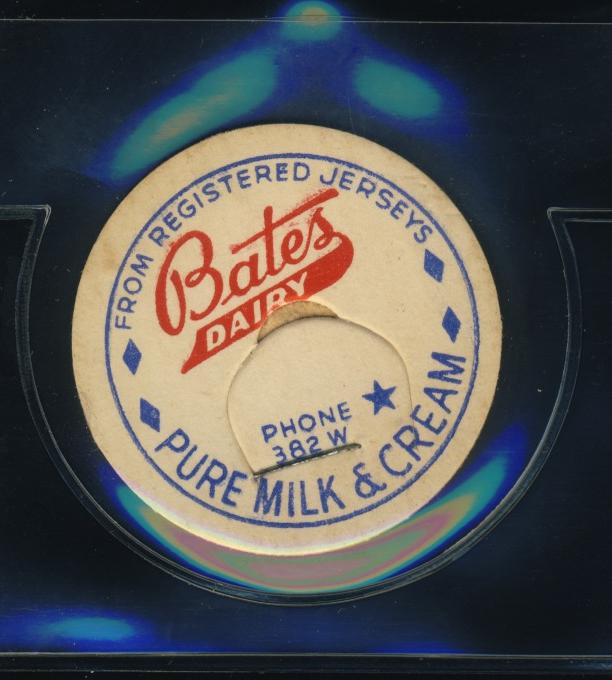 FROM REGISTERED JERSEYS
Bates
DAIRY
PHONE
382 W
PURE MILK & CREAM